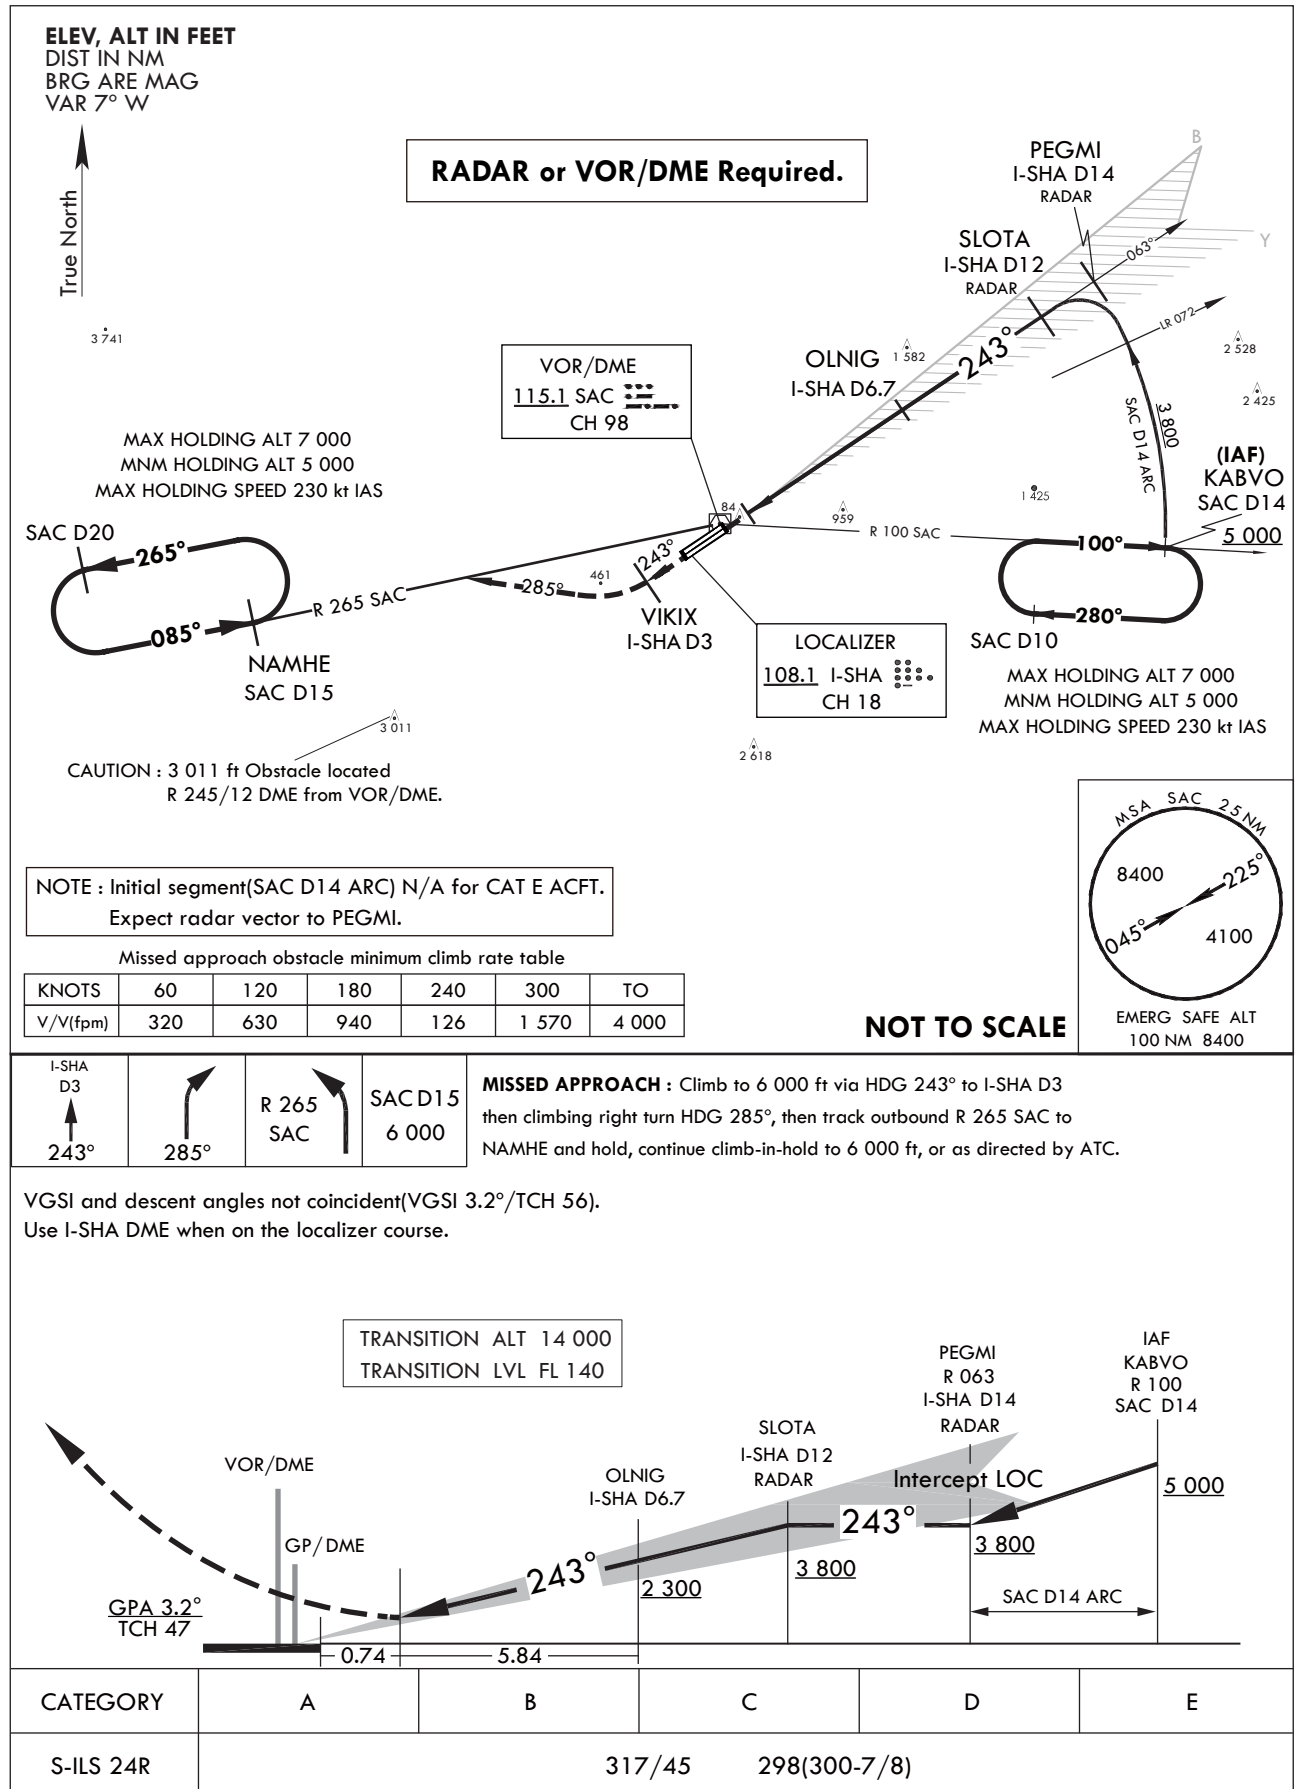 ELEV, ALT IN FEET
DIST IN NM
BRG ARE MAG
VAR 7° W
True North
RADAR or VOR/DME Required.
B
PEGMI
I-SHA D14
RADAR
063°
Y
SLOTA
I-SHA D12
RADAR
LR 072
3 741
1 582
2 528
243°
OLNIG
I-SHA D6.7
VOR/DME
115.1 SAC
CH 98
2 425
3 800
SAC D14 ARC
MAX HOLDING ALT 7 000
MNM HOLDING ALT 5 000
MAX HOLDING SPEED 230 kt IAS
(IAF)
KABVO
SAC D14
5 000
1 425
84
959
R 100 SAC
100°
280°
SAC D10
SAC D20
265°
085°
R 265 SAC
285°
461
243°
VIKIX
I-SHA D3
NAMHE
SAC D15
LOCALIZER
108.1 I-SHA
CH 18
MAX HOLDING ALT 7 000
MNM HOLDING ALT 5 000
MAX HOLDING SPEED 230 kt IAS
3 011
2 618
CAUTION : 3 011 ft Obstacle located
R 245/12 DME from VOR/DME.
MSA SAC 25 NM
8400
225°
045°
4100
EMERG SAFE ALT
100 NM 8400
NOTE : Initial segment(SAC D14 ARC) N/A for CAT E ACFT.
Expect radar vector to PEGMI.
Missed approach obstacle minimum climb rate table
KNOTS 60 120 180 240 300 TO
V/V(fpm) 320 630 940 126 1 570 4 000
NOT TO SCALE
I-SHA
D3
243°
285°
R 265
SAC
SAC D15
6 000
MISSED APPROACH : Climb to 6 000 ft via HDG 243° to I-SHA D3
then climbing right turn HDG 285°, then track outbound R 265 SAC to
NAMHE and hold, continue climb-in-hold to 6 000 ft, or as directed by ATC.
VGSI and descent angles not coincident(VGSI 3.2°/TCH 56).
Use I-SHA DME when on the localizer course.
TRANSITION ALT 14 000
TRANSITION LVL FL 140
IAF
KABVO
R 100
SAC D14
PEGMI
R 063
I-SHA D14
RADAR
SLOTA
I-SHA D12
RADAR
VOR/DME
OLNIG
I-SHA D6.7
Intercept LOC
5 000
243°
3 800
GP/DME
243°
3 800
2 300
SAC D14 ARC
GPA 3.2°
TCH 47
0.74
5.84
CATEGORY A B C D E
S-ILS 24R 317/45 298(300-7/8)